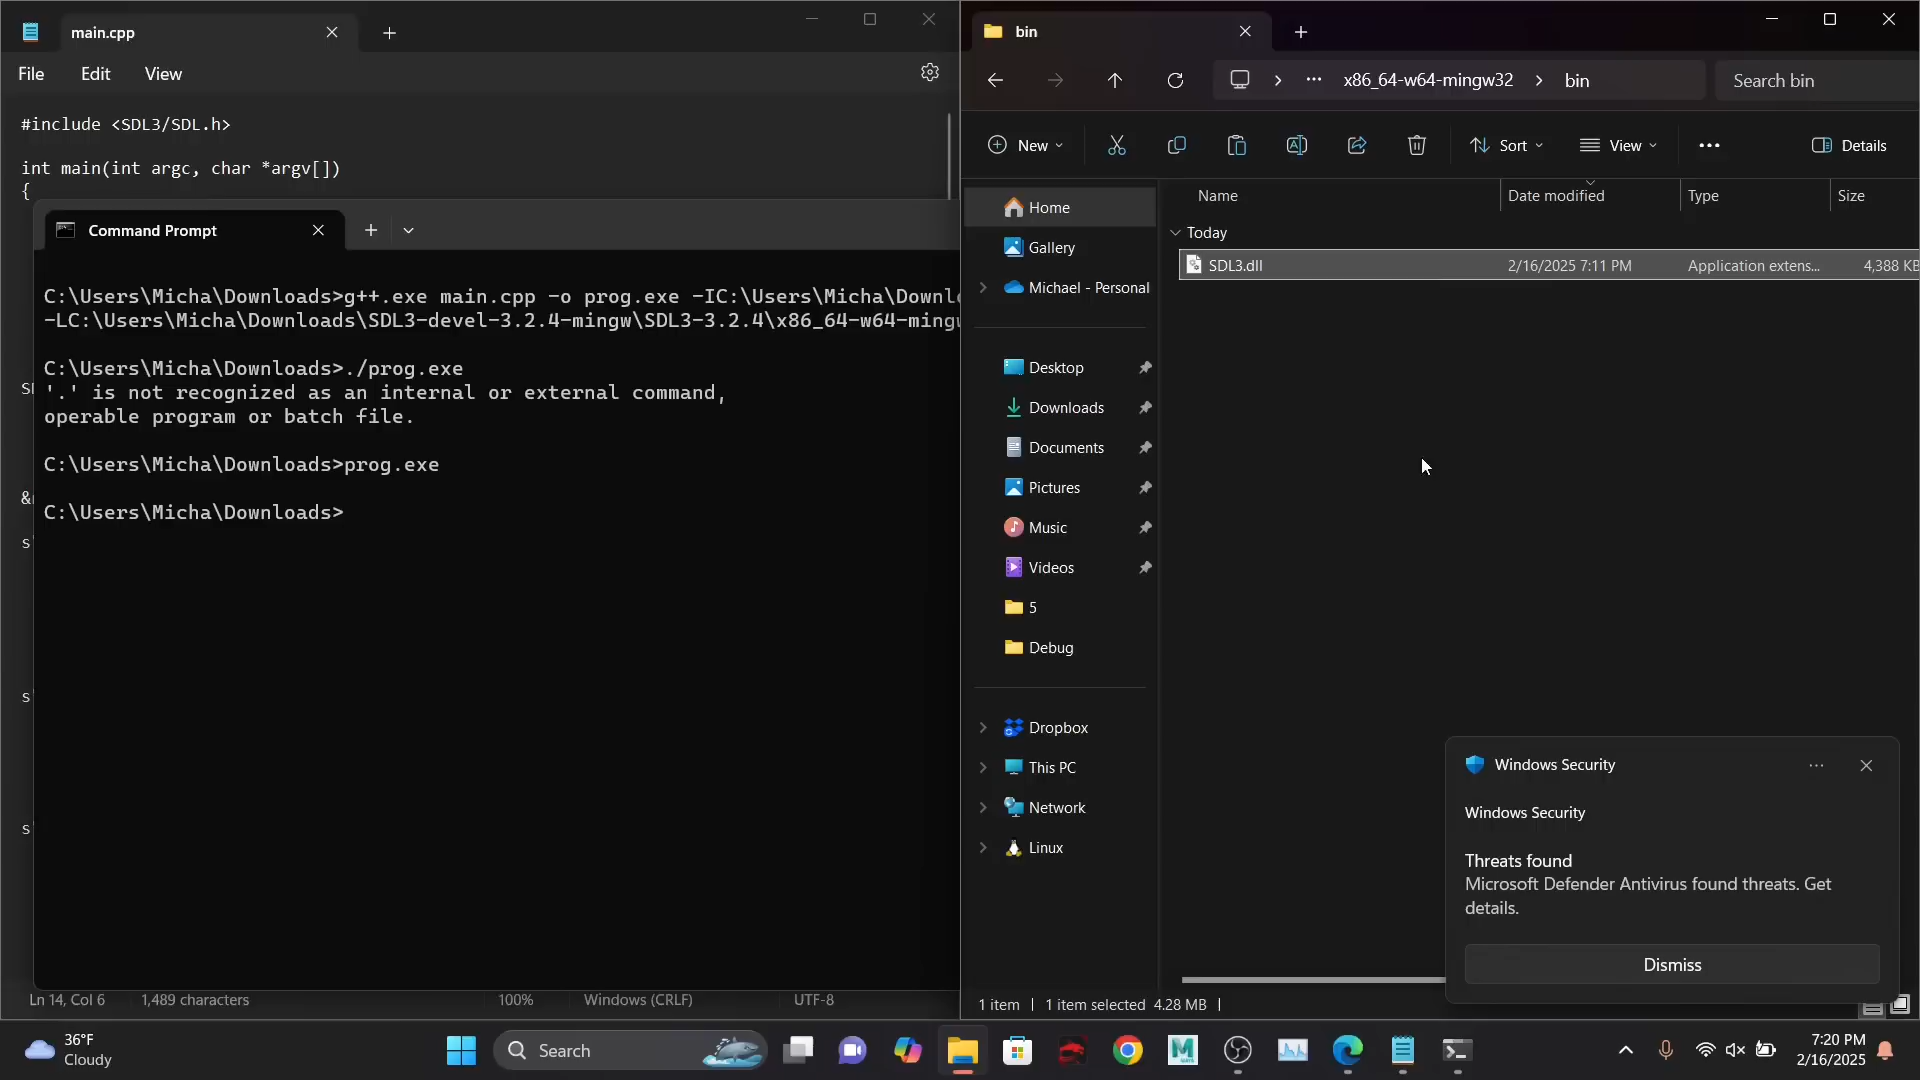 main.cpp
File Edit View
#include <SDL3/SDL.h>
int main(int argc, char *argv[])
{
Command Prompt
C:\Users\Micha\Downloads>g++.exe main.cpp -o prog.exe -IC:\Users\Micha\Downl
-LC:\Users\Micha\Downloads\SDL3-devel-3.2.4-mingw\SDL3-3.2.4\x86_64-w64-ming
C:\Users\Micha\Downloads>./prog.exe
'.' is not recognized as an internal or external command,
operable program or batch file.
C:\Users\Micha\Downloads>prog.exe
C:\Users\Micha\Downloads>
Ln 14, Col 6 1,489 characters 100% Windows (CRLF) UTF-8
bin
x86_64-w64-mingw32 > bin
Search bin
New Sort View Details
Name Date modified Type Size
Today
SDL3.dll 2/16/2025 7:11 PM Application extens... 4,388 KB
Home
Gallery
Michael - Personal
Desktop
Downloads
Documents
Pictures
Music
Videos
5
Debug
Dropbox
This PC
Network
Linux
Windows Security
Windows Security
Threats found
Microsoft Defender Antivirus found threats. Get
details.
Dismiss
1 item | 1 item selected 4.28 MB |
36°F
Cloudy
Search
7:20 PM
2/16/2025